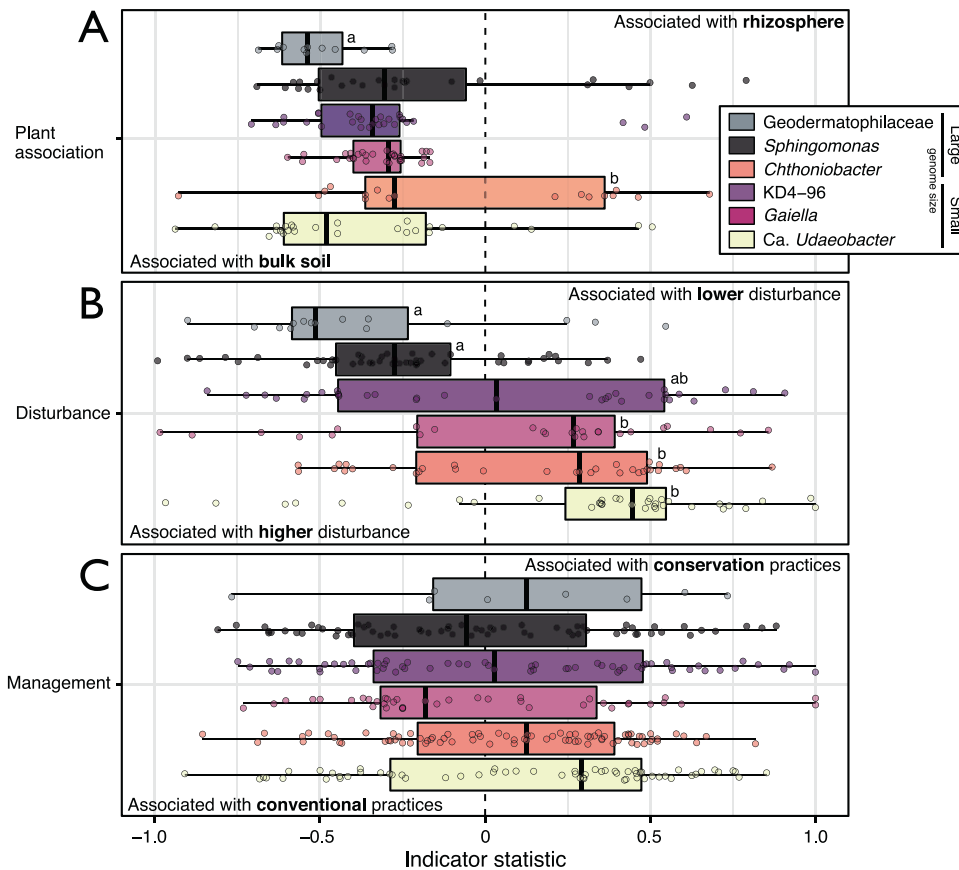 A
Associated with rhizosphere
a
b
Plant
association
Associated with bulk soil
Geodermatophilaceae
Sphingomonas
Chthoniobacter
KD4−96
Gaiella
Ca. Udaeobacter
Large
Small
genome size
B
Associated with lower disturbance
a
a
ab
b
b
b
Disturbance
Associated with higher disturbance
C
Associated with conservation practices
Management
Associated with conventional practices
−1.0 −0.5 0 0.5 1.0
Indicator statistic